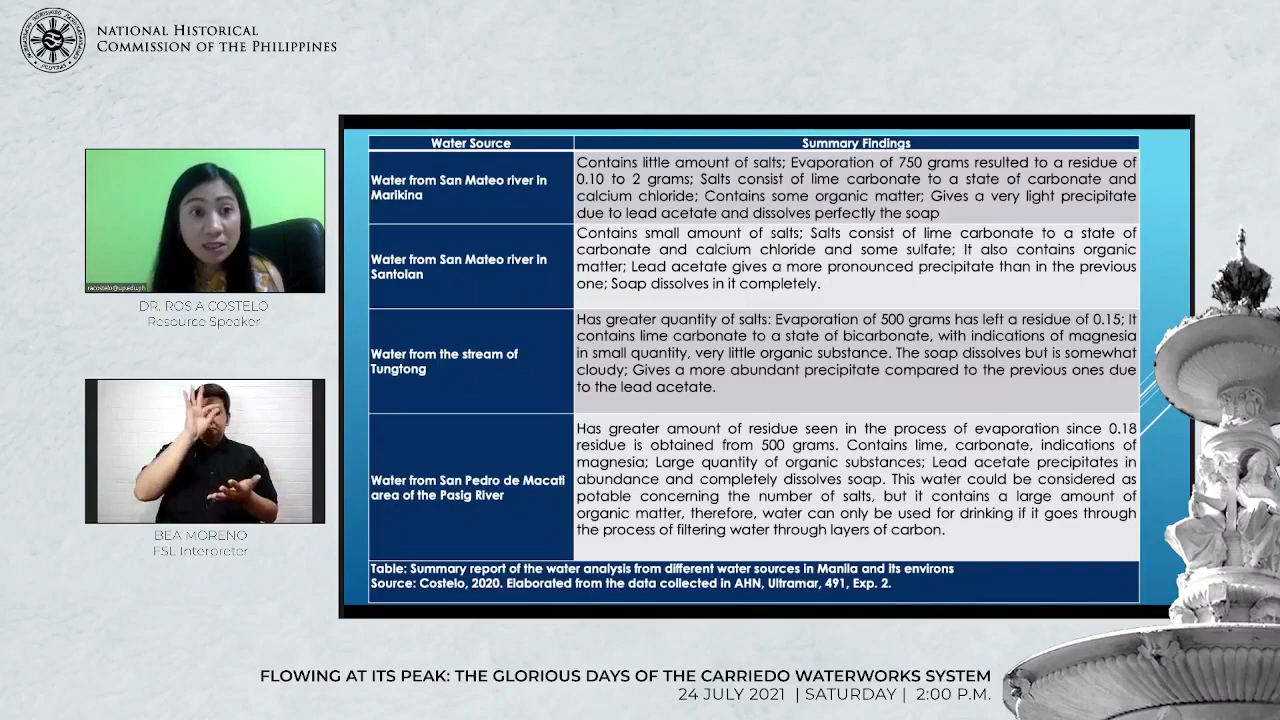 NATIONAL HISTORICAL
COMMISSION OF THE PHILIPPINES
racostelo@up.edu.ph
DR. ROS A COSTELO
Resource Speaker
BEA MORENO
FSL Interpreter
Water Source
Summary Findings
Water from San Mateo river in
Marikina
Contains little amount of salts; Evaporation of 750 grams resulted to a residue of
0.10 to 2 grams; Salts consist of lime carbonate to a state of carbonate and
calcium chloride; Contains some organic matter; Gives a very light precipitate
due to lead acetate and dissolves perfectly the soap
Water from San Mateo river in
Santolan
Contains small amount of salts; Salts consist of lime carbonate to a state of
carbonate and calcium chloride and some sulfate; It also contains organic
matter; Lead acetate gives a more pronounced precipitate than in the previous
one; Soap dissolves in it completely.
Water from the stream of
Tungtong
Has greater quantity of salts: Evaporation of 500 grams has left a residue of 0.15; It
contains lime carbonate to a state of bicarbonate, with indications of magnesia
in small quantity, very little organic substance. The soap dissolves but is somewhat
cloudy; Gives a more abundant precipitate compared to the previous ones due
to the lead acetate.
Water from San Pedro de Macati
area of the Pasig River
Has greater amount of residue seen in the process of evaporation since 0.18
residue is obtained from 500 grams. Contains lime, carbonate, indications of
magnesia; Large quantity of organic substances; Lead acetate precipitates in
abundance and completely dissolves soap. This water could be considered as
potable concerning the number of salts, but it contains a large amount of
organic matter, therefore, water can only be used for drinking if it goes through
the process of filtering water through layers of carbon.
Table: Summary report of the water analysis from different water sources in Manila and its environs
Source: Costelo, 2020. Elaborated from the data collected in AHN, Ultramar, 491, Exp. 2.
FLOWING AT ITS PEAK: THE GLORIOUS DAYS OF THE CARRIEDO WATERWORKS SYSTEM
24 JULY 2021 | SATURDAY | 2:00 P.M.